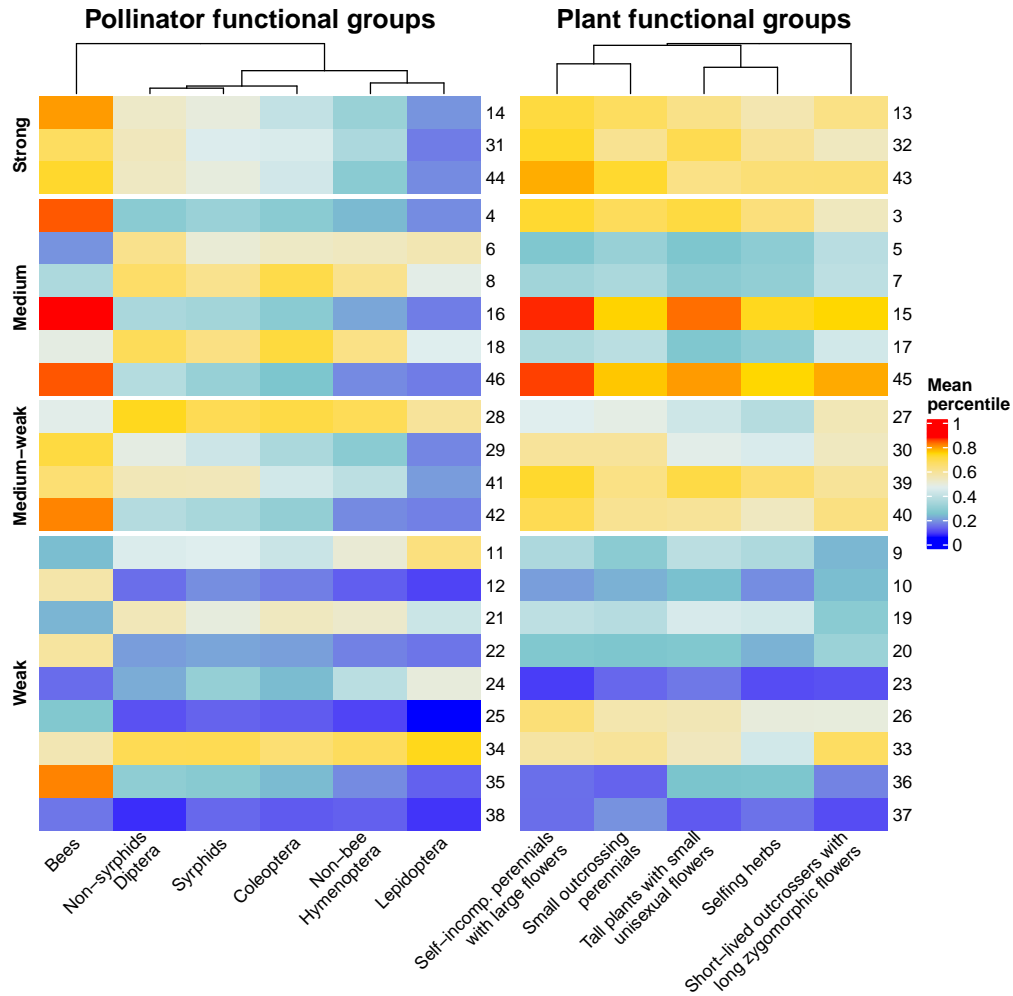 Pollinator functional groups
Plant functional groups
Strong
14
31
44
13
32
43
Medium
4
6
8
16
18
46
3
5
7
15
17
45
Medium−weak
28
29
41
42
27
30
39
40
Weak
11
12
21
22
24
25
34
35
38
9
10
19
20
23
26
33
36
37
Mean
percentile
1
0.8
0.6
0.4
0.2
0
Bees
Non−syrphids
Diptera
Syrphids
Coleoptera
Non−bee
Hymenoptera
Lepidoptera
Self−incomp. perennials
with large flowers
Small outcrossing
perennials
Tall plants with small
unisexual flowers
Selfing herbs
Short−lived outcrossers with
long zygomorphic flowers